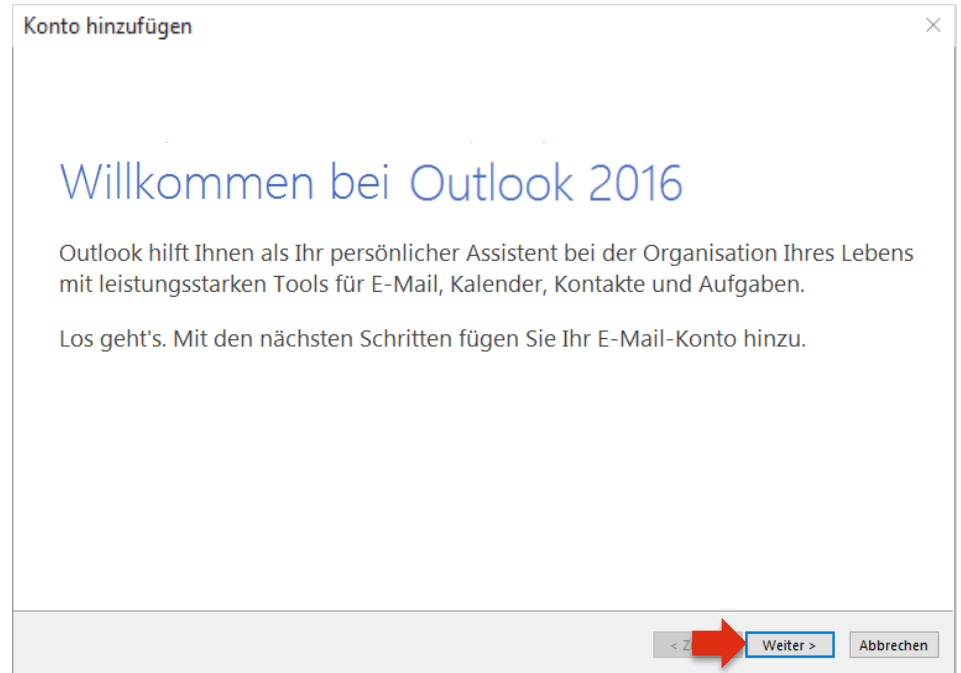 Konto hinzufügen
Willkommen bei Outlook 2016
Outlook hilft Ihnen als Ihr persönlicher Assistent bei der Organisation Ihres Lebens
mit leistungsstarken Tools für E-Mail, Kalender, Kontakte und Aufgaben.
Los geht's. Mit den nächsten Schritten fügen Sie Ihr E-Mail-Konto hinzu.
< Weiter > Abbrechen